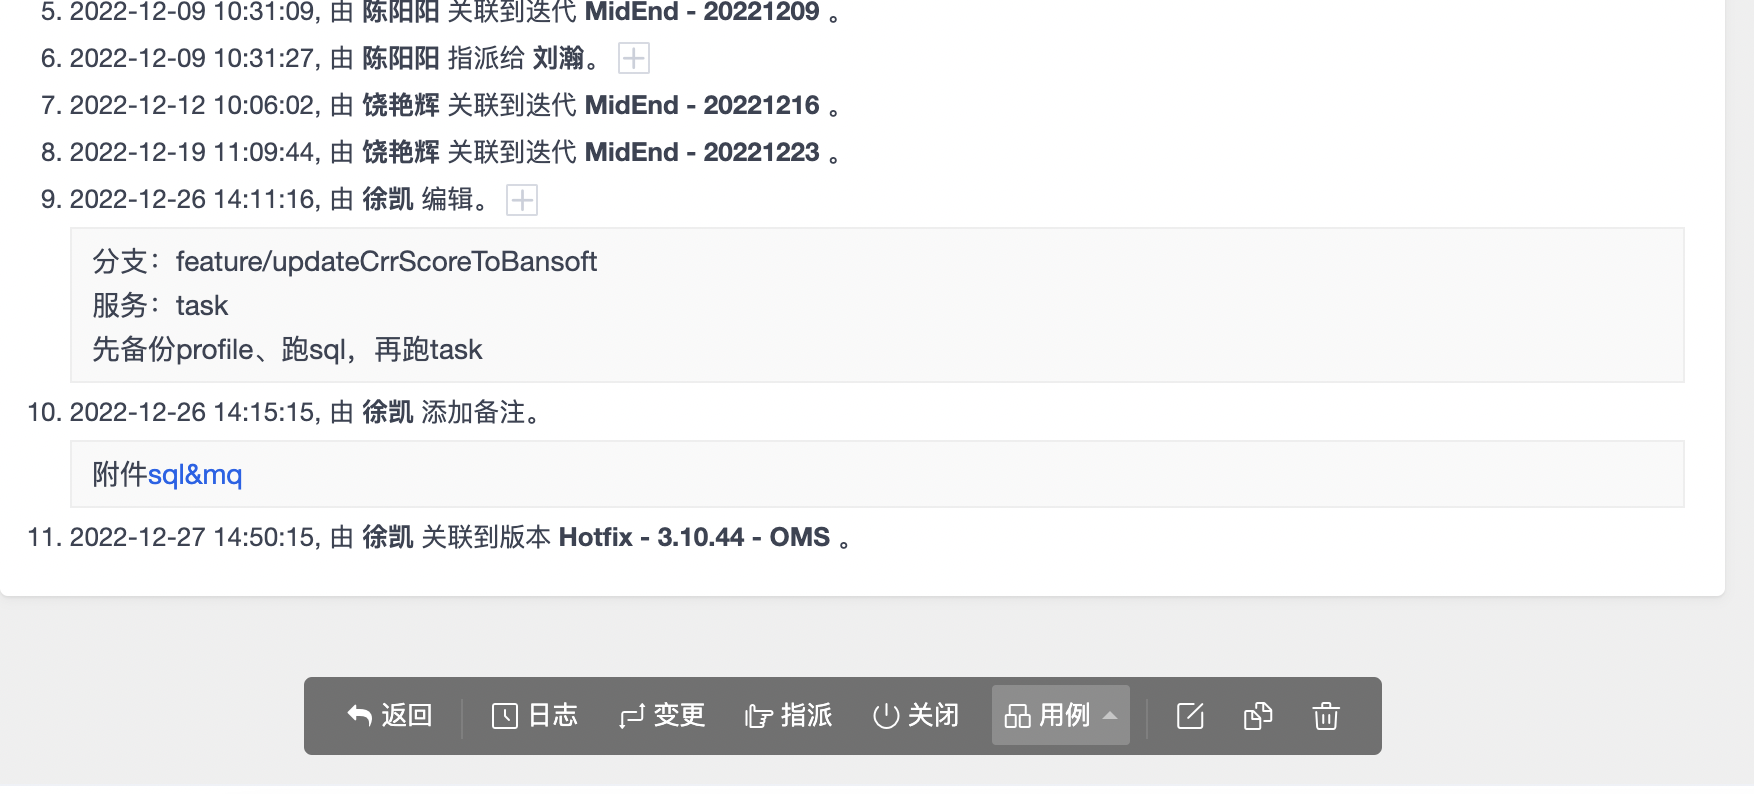 5. 2022-12-09 10:31:09, 由 陈阳阳 关联到迭代 MidEnd - 20221209 。
6. 2022-12-09 10:31:27, 由 陈阳阳 指派给 刘瀚。
7. 2022-12-12 10:06:02, 由 饶艳辉 关联到迭代 MidEnd - 20221216 。
8. 2022-12-19 11:09:44, 由 饶艳辉 关联到迭代 MidEnd - 20221223 。
9. 2022-12-26 14:11:16, 由 徐凯 编辑。
分支：feature/updateCrrScoreToBansoft
服务：task
先备份profile、跑sql，再跑task
10. 2022-12-26 14:15:15, 由 徐凯 添加备注。
附件sql&mq
11. 2022-12-27 14:50:15, 由 徐凯 关联到版本 Hotfix - 3.10.44 - OMS 。
返回 日志 变更 指派 关闭 用例